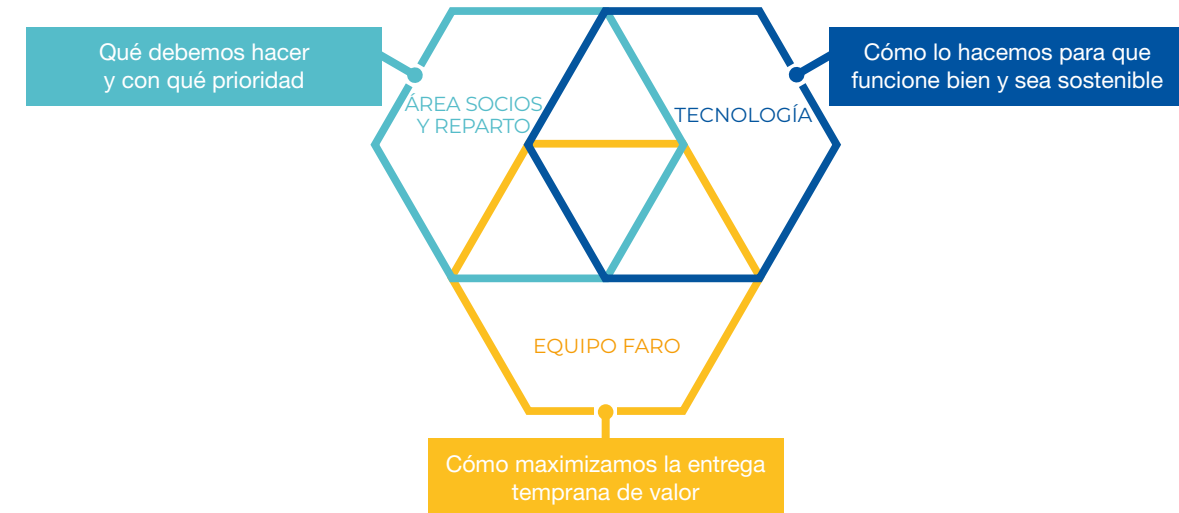 Qué debemos hacer
y con qué prioridad
Cómo lo hacemos para que
funcione bien y sea sostenible
ÁREA SOCIOS
Y REPARTO
TECNOLOGÍA
EQUIPO FARO
Cómo maximizamos la entrega
temprana de valor